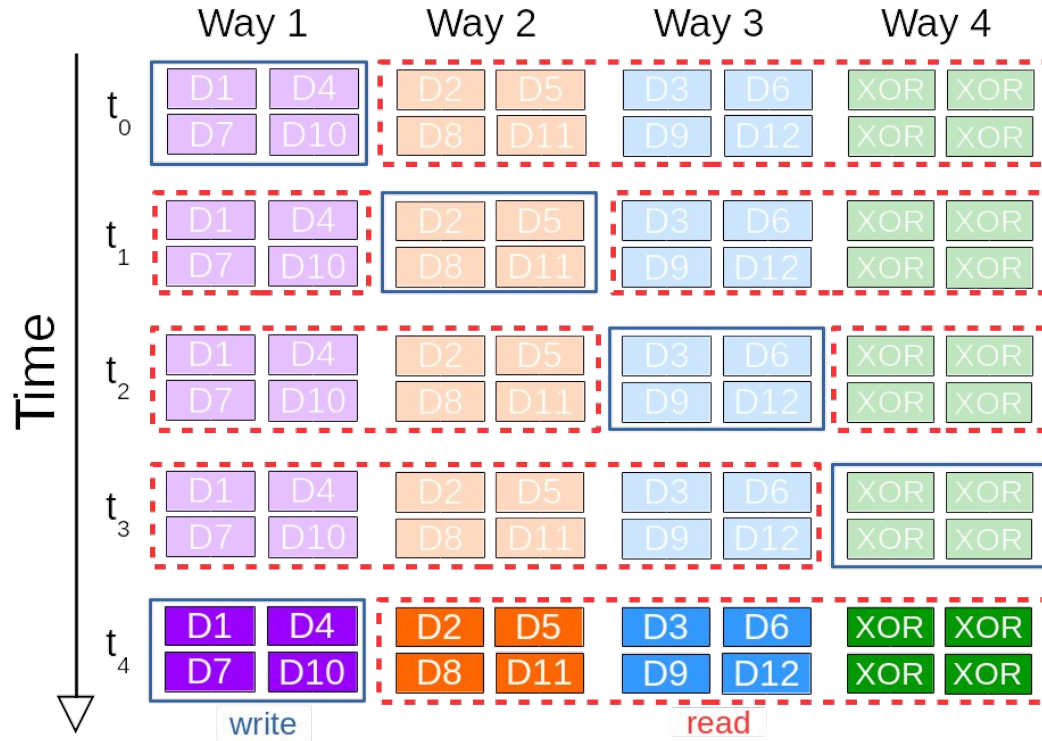 Way 1 Way 2 Way 3 Way 4
Time
t0
D1 D4 D2 D5 D3 D6 XOR XOR
D7 D10 D8 D11 D9 D12 XOR XOR
t1
D1 D4 D2 D5 D3 D6 XOR XOR
D7 D10 D8 D11 D9 D12 XOR XOR
t2
D1 D4 D2 D5 D3 D6 XOR XOR
D7 D10 D8 D11 D9 D12 XOR XOR
t3
D1 D4 D2 D5 D3 D6 XOR XOR
D7 D10 D8 D11 D9 D12 XOR XOR
t4
D1 D4 D2 D5 D3 D6 XOR XOR
D7 D10 D8 D11 D9 D12 XOR XOR
write read